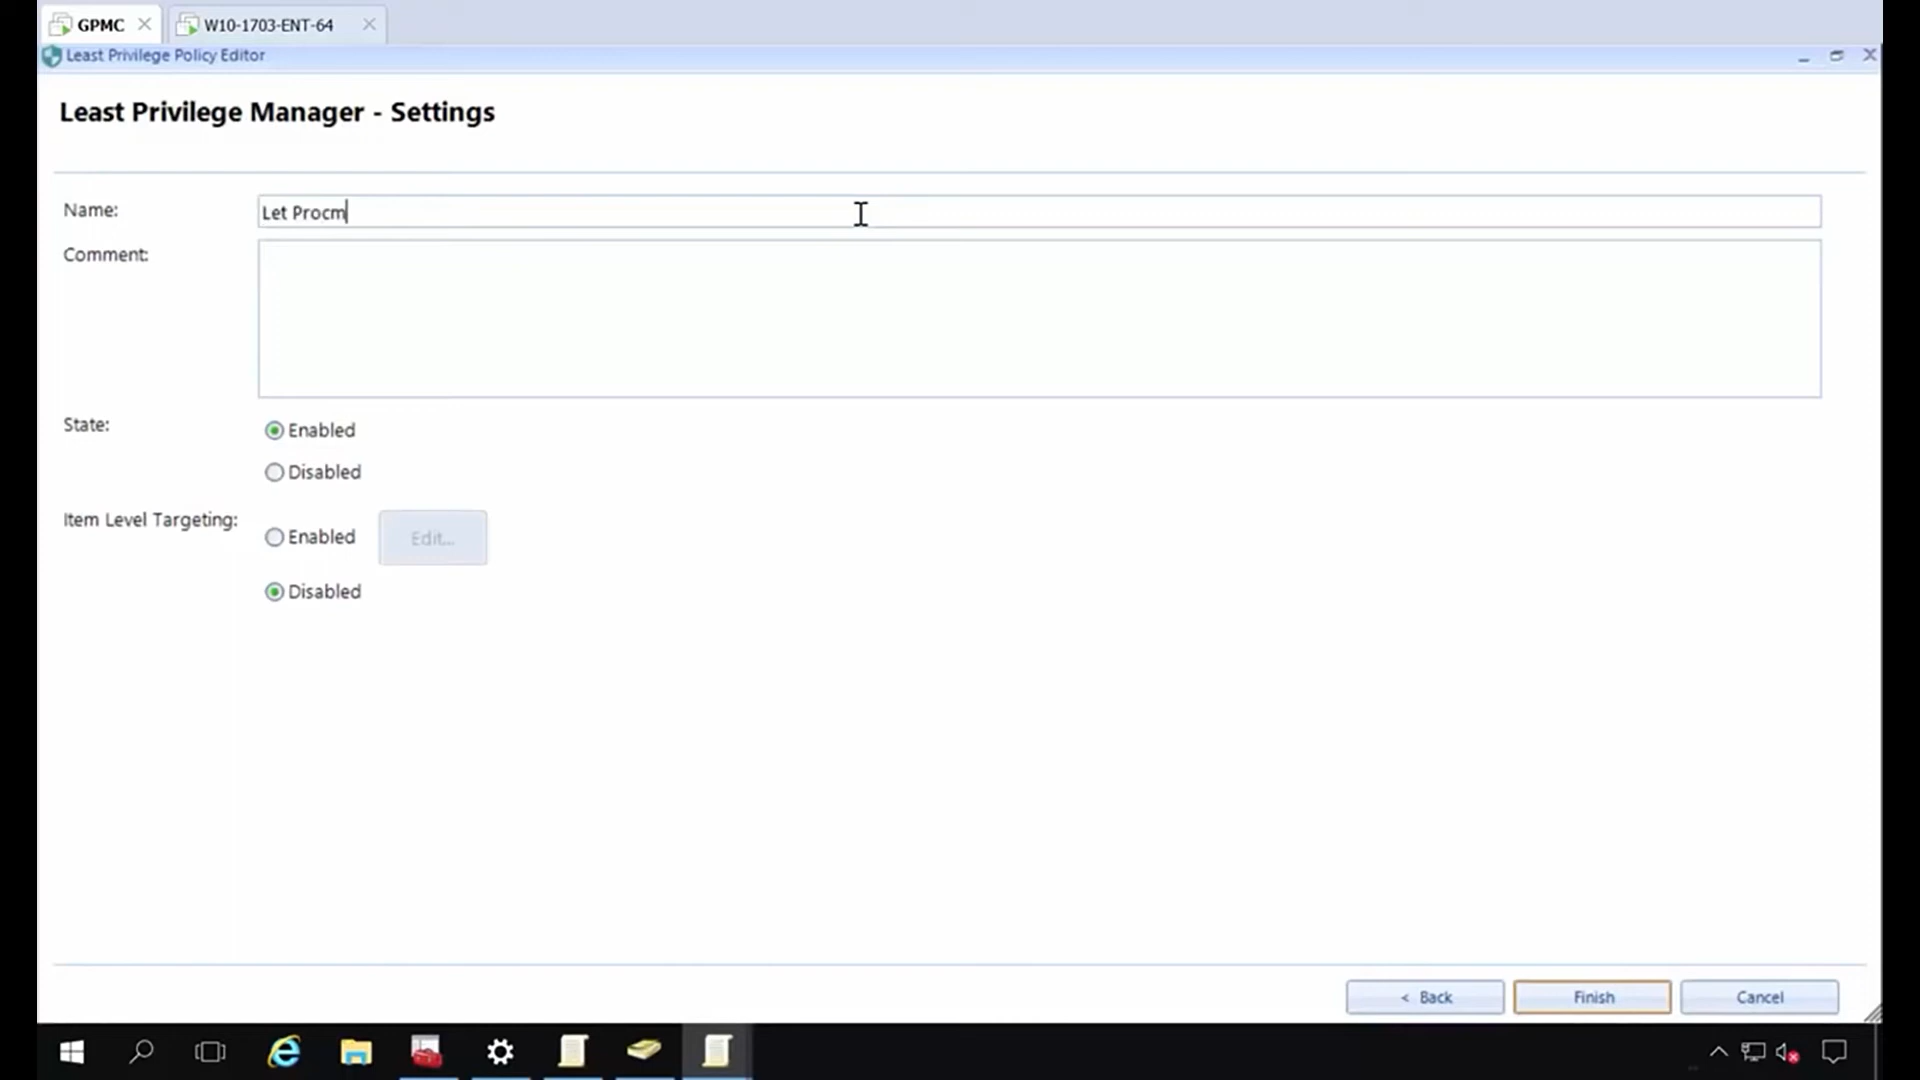 GPMC
W10-1703-ENT-64
Least Privilege Policy Editor
Least Privilege Manager - Settings
Name:
Let Procm
Comment:
State:
Enabled
Disabled
Item Level Targeting:
Enabled
Edit...
Disabled
< Back
Finish
Cancel